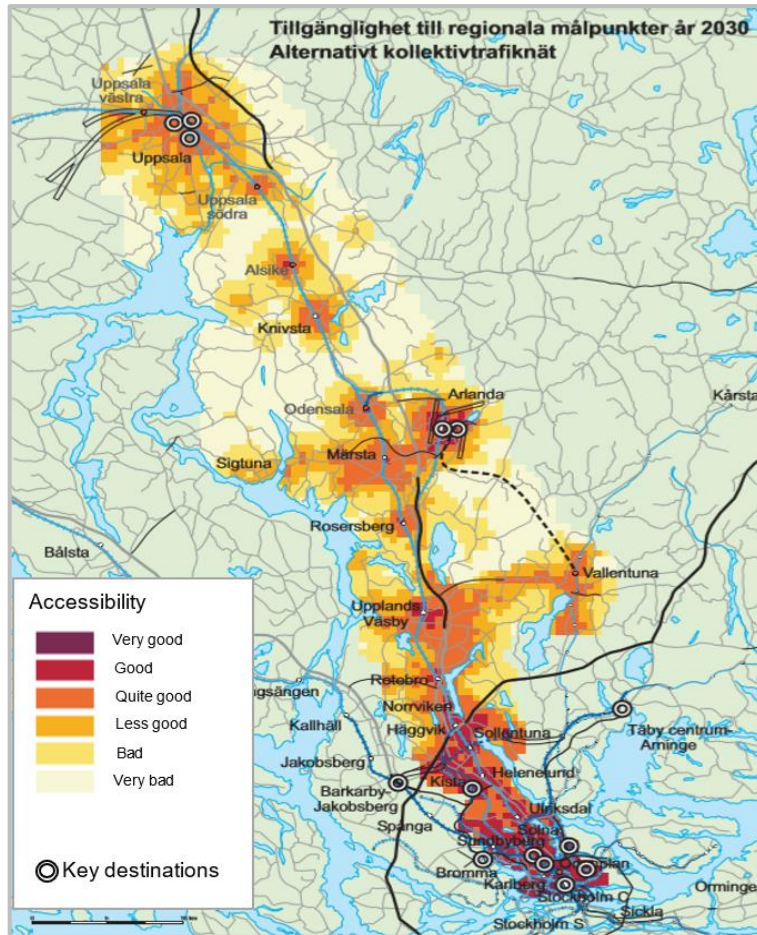 Tillgänglighet till regionala målpunkter år 2030
Alternativt kollektivtrafiknät
Uppsala
västra
Uppsala
Uppsala
södra
Alsike
Knivsta
Odensala
Arlanda
Kårsta
Sigtuna
Märsta
Rosersberg
Bålsta
Vallentuna
Upplands
Väsby
Accessibility
Very good
Good
Quite good
Less good
Bad
Very bad
Key destinations
Rotebro
Norrviken
Kallhäll
Häggvik
Sollentuna
Täby centrum-
Arninge
Jakobsberg
Kista
Helenelund
Barkarby-
Jakobsberg
Ulriksdal
Spånga
Solna
Sundbyberg
Bromma
Karlberg
Stockholm C
Orminge
Sickla
Stockholm S